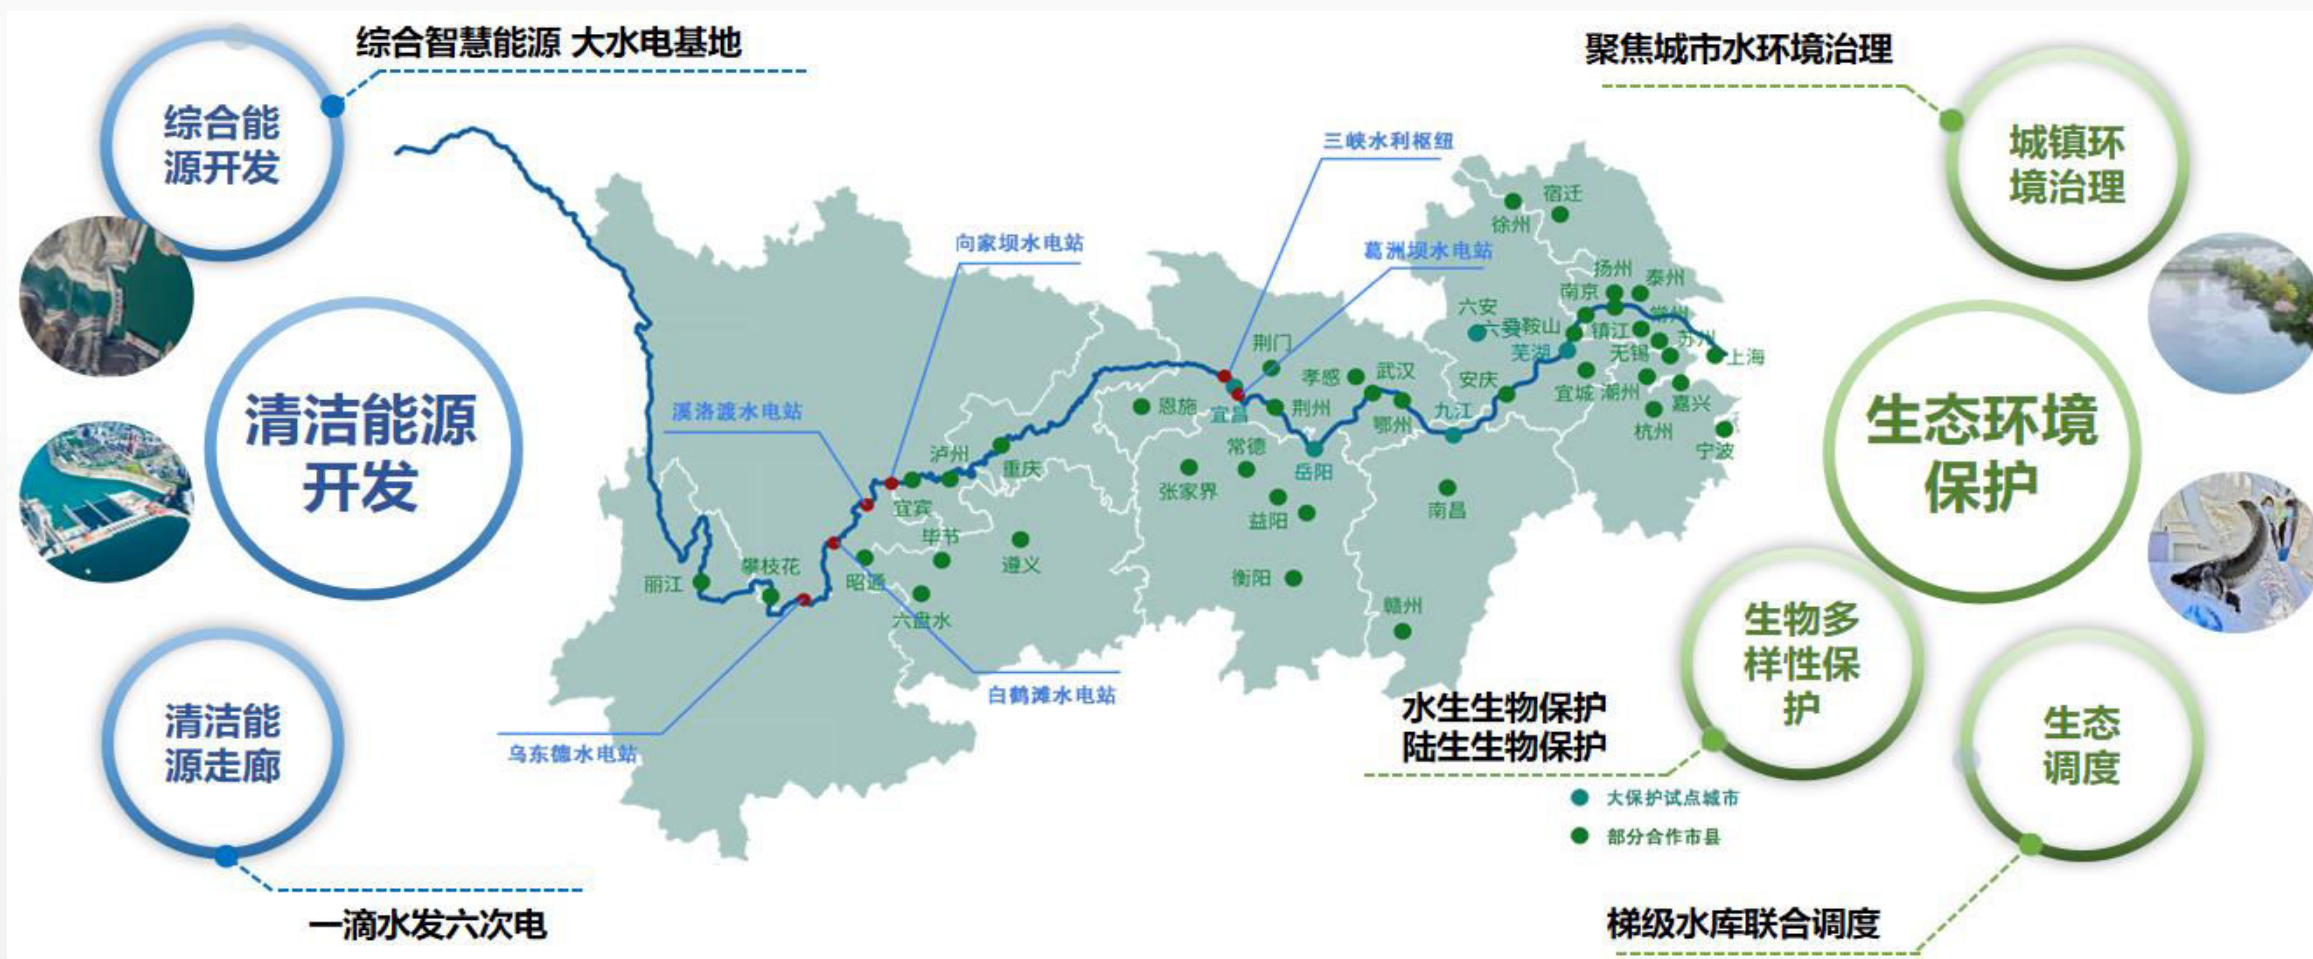 综合智慧能源 大水电基地
聚焦城市水环境治理
综合能
源开发
城镇环
境治理
清洁能源
开发
生态环境
保护
清洁能
源走廊
一滴水发六次电
生物多
样性保
护
水生生物保护
陆生生物保护
生态
调度
梯级水库联合调度
大保护试点城市
部分合作市县
三峡水利枢纽
葛洲坝水电站
向家坝水电站
溪洛渡水电站
白鹤滩水电站
乌东德水电站
宿迁
徐州
扬州
泰州
南京
常州
六安
六安
马鞍山
镇江
苏州
芜湖
无锡
上海
荆门
孝感
武汉
安庆
宜城
潮州
嘉兴
恩施
宜昌
荆州
鄂州
九江
杭州
宁波
常德
岳阳
张家界
益阳
南昌
衡阳
赣州
泸州
重庆
宜宾
毕节
遵义
攀枝花
丽江
昭通
六盘水